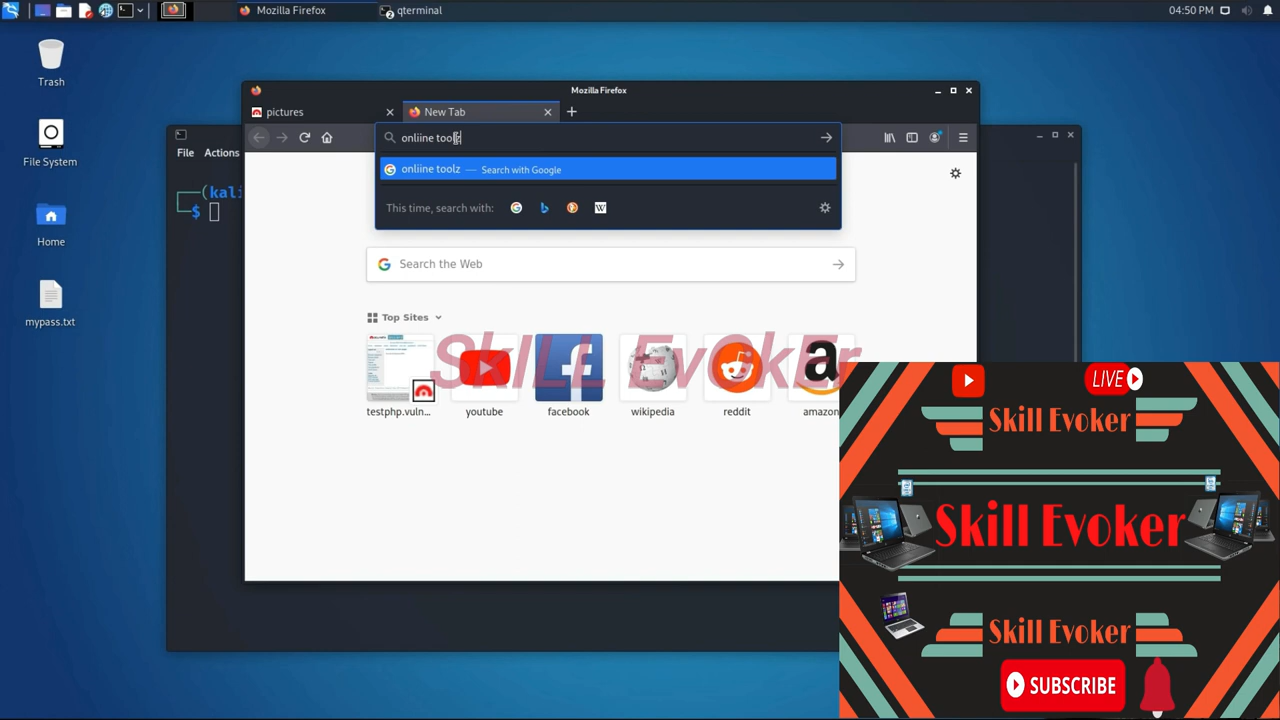 Mozilla Firefox
qterminal
2
04:50 PM
Trash
File System
Home
mypass.txt
Mozilla Firefox
pictures
New Tab
onliine toolz
onliine toolz — Search with Google
This time, search with:
W
File Actions
(kali
$
Search the Web
Top Sites
testphp.vuln...
youtube
facebook
wikipedia
reddit
amazon
Skill Evoker
LIVE
Skill Evoker
Skill Evoker
Skill Evoker
SUBSCRIBE